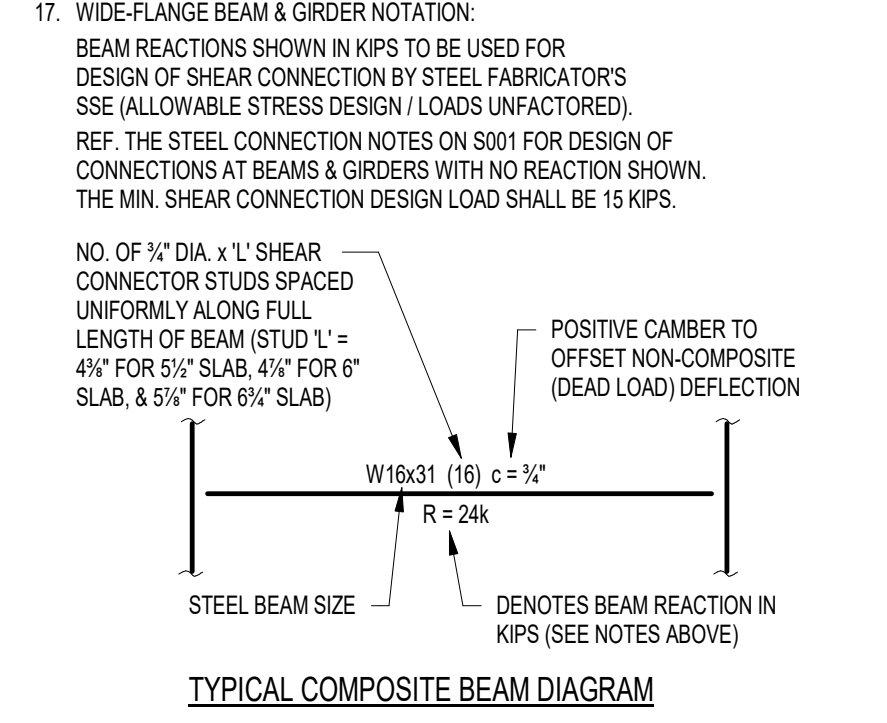 17. WIDE-FLANGE BEAM & GIRDER NOTATION:
BEAM REACTIONS SHOWN IN KIPS TO BE USED FOR
DESIGN OF SHEAR CONNECTION BY STEEL FABRICATOR'S
SSE (ALLOWABLE STRESS DESIGN / LOADS UNFACTORED).
REF. THE STEEL CONNECTION NOTES ON S001 FOR DESIGN OF
CONNECTIONS AT BEAMS & GIRDERS WITH NO REACTION SHOWN.
THE MIN. SHEAR CONNECTION DESIGN LOAD SHALL BE 15 KIPS.
NO. OF ¾" DIA. x 'L' SHEAR
CONNECTOR STUDS SPACED
UNIFORMLY ALONG FULL
LENGTH OF BEAM (STUD 'L' =
4⅜" FOR 5½" SLAB, 4⅞" FOR 6"
SLAB, & 5⅞" FOR 6¾" SLAB)
POSITIVE CAMBER TO
OFFSET NON-COMPOSITE
(DEAD LOAD) DEFLECTION
W16x31 (16) c = ¾"
R = 24k
STEEL BEAM SIZE
DENOTES BEAM REACTION IN
KIPS (SEE NOTES ABOVE)
TYPICAL COMPOSITE BEAM DIAGRAM